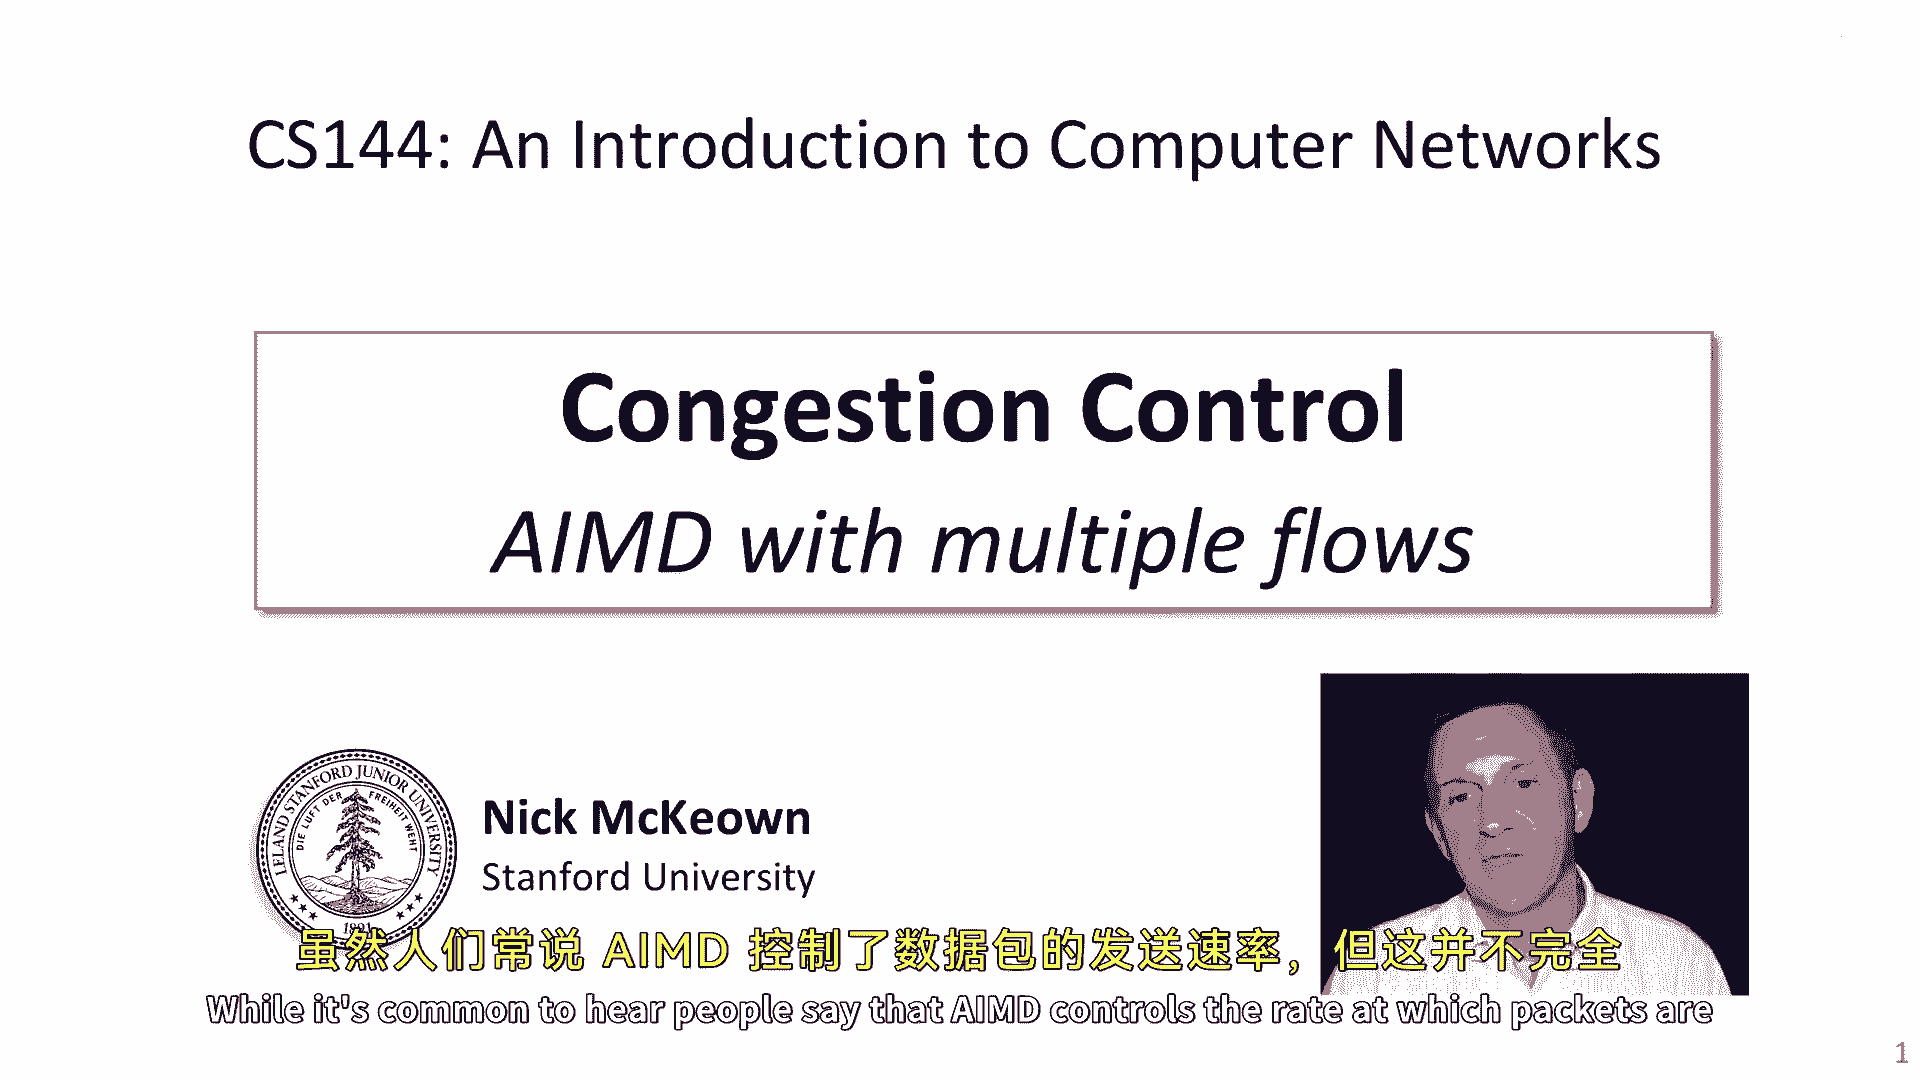 CS144: An Introduction to Computer Networks
Congestion Control
AIMD with multiple flows
LELAND STANFORD JUNIOR UNIVERSITY
DIE LUFT DER FREIHEIT WEHT
1891
Nick McKeown
Stanford University
虽然人们常说 AIMD 控制了数据包的发送速率，但这并不完全
While it's common to hear people say that AIMD controls the rate at which packets are
1